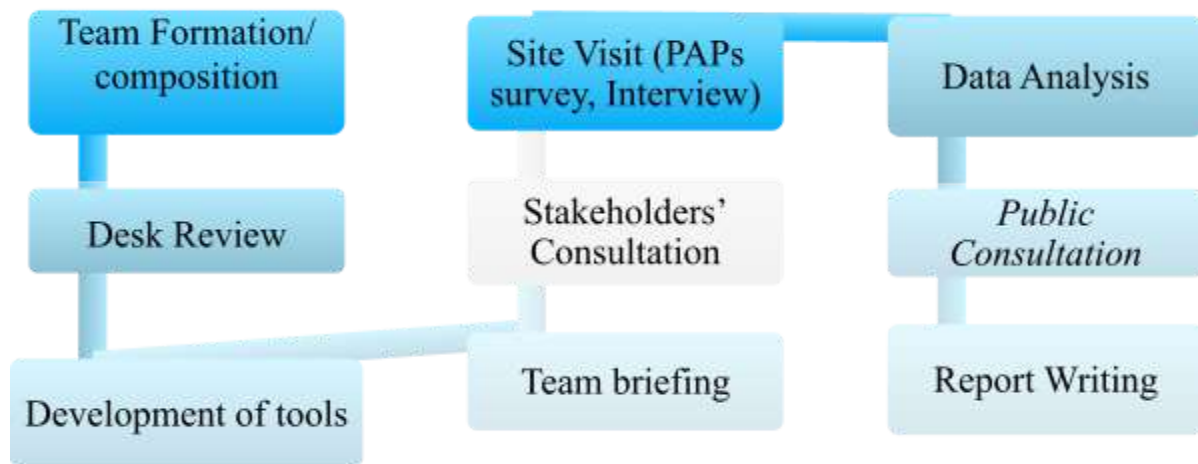 Team Formation/
composition
Desk Review
Development of tools
Site Visit (PAPs
survey, Interview)
Stakeholders’
Consultation
Team briefing
Data Analysis
Public
Consultation
Report Writing